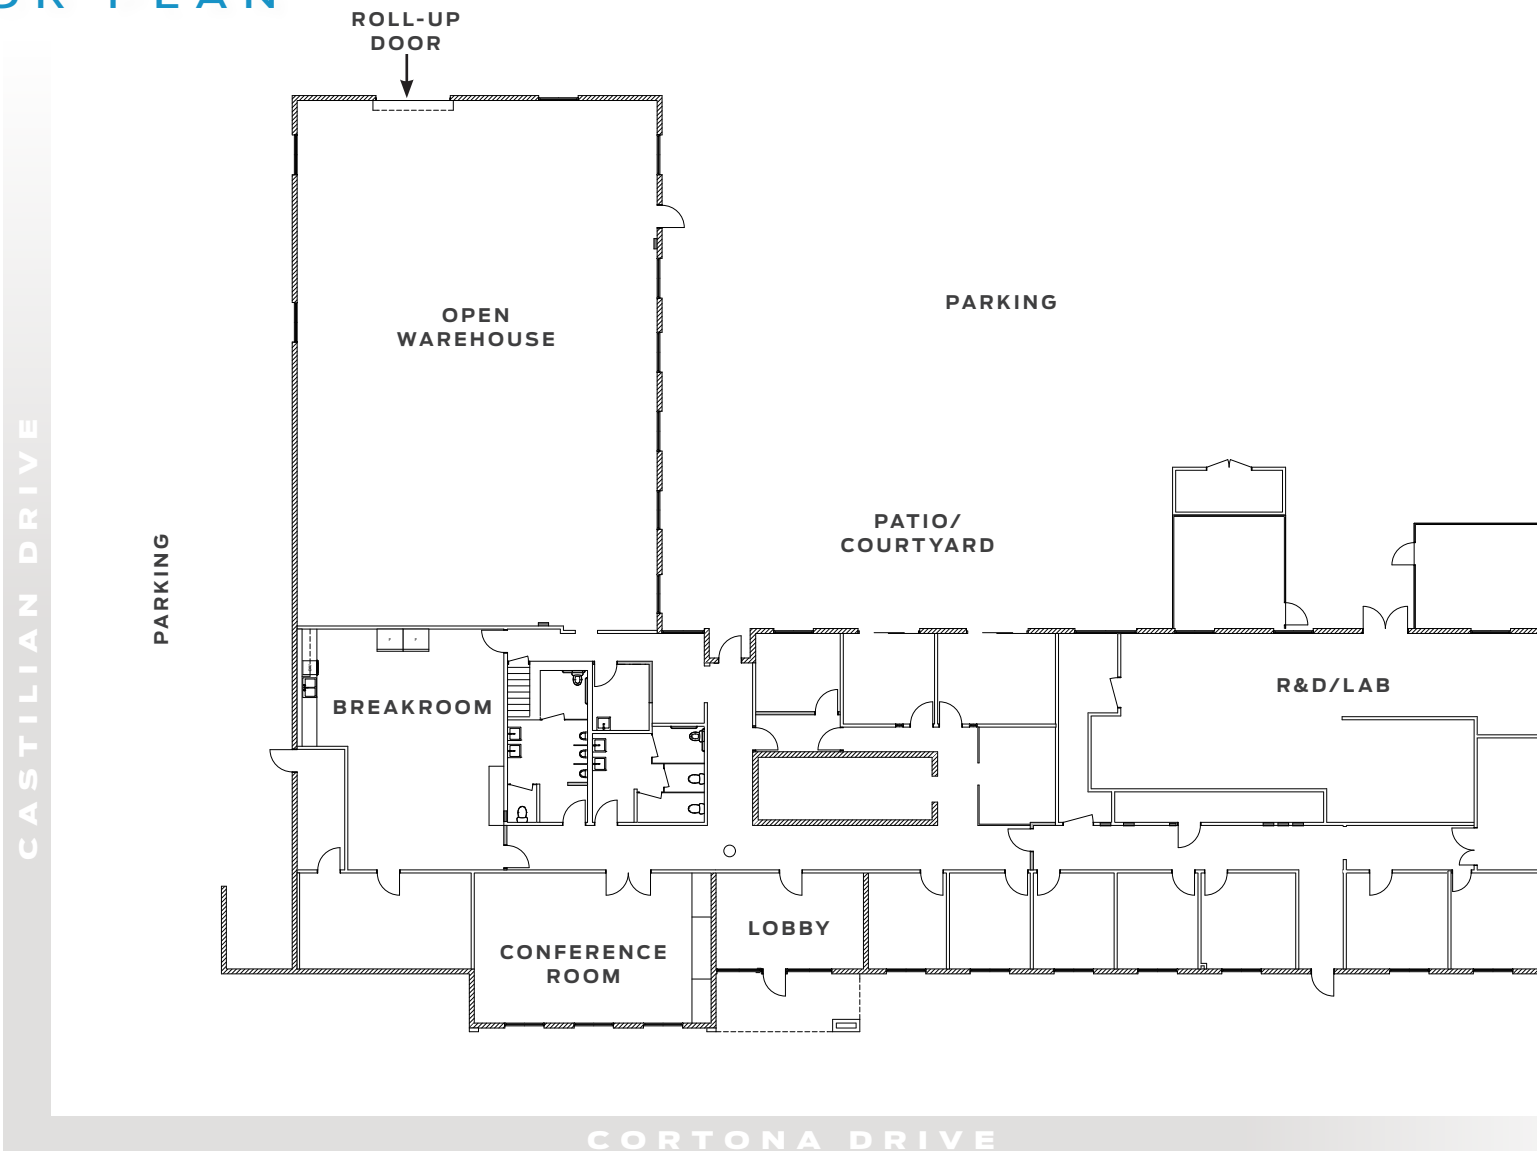 PLAN
ROLL-UP
DOOR
OPEN
WAREHOUSE
PARKING
PATIO/
COURTYARD
PARKING
CASTILIAN DRIVE
BREAKROOM
R&D/LAB
LOBBY
CONFERENCE
ROOM
CORTONA DRIVE